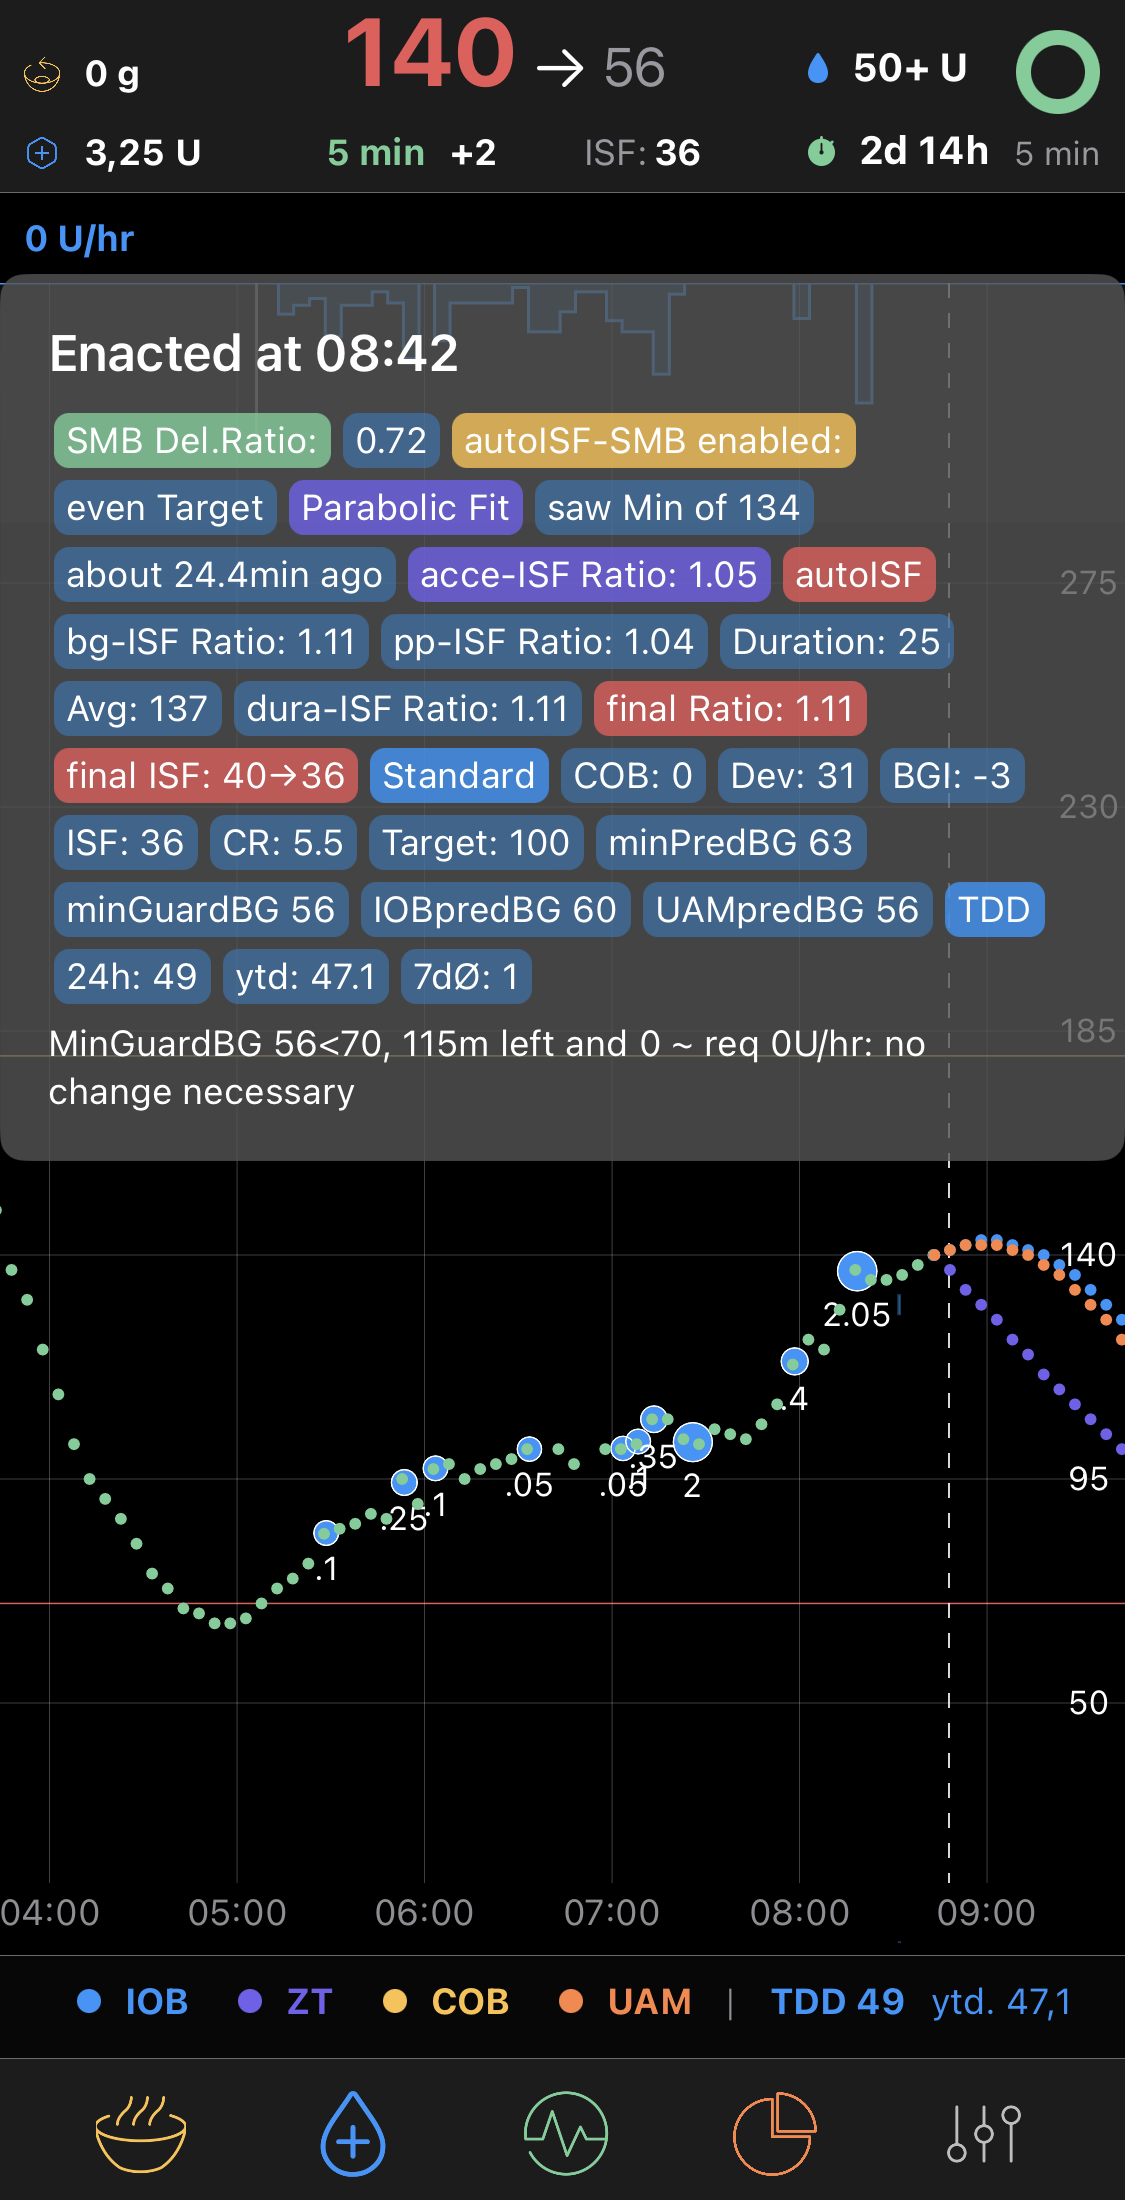 0 g 140 → 56 50+ U
3,25 U 5 min +2 ISF: 36 2d 14h 5 min
0 U/hr
Enacted at 08:42
SMB Del.Ratio: 0.72 autoISF-SMB enabled:
even Target Parabolic Fit saw Min of 134
about 24.4min ago acce-ISF Ratio: 1.05 autoISF
275
bg-ISF Ratio: 1.11 pp-ISF Ratio: 1.04 Duration: 25
Avg: 137 dura-ISF Ratio: 1.11 final Ratio: 1.11
final ISF: 40→36 Standard COB: 0 Dev: 31 BGI: -3
230
ISF: 36 CR: 5.5 Target: 100 minPredBG 63
minGuardBG 56 IOBpredBG 60 UAMpredBG 56 TDD
24h: 49 ytd: 47.1 7dØ: 1
185
MinGuardBG 56<70, 115m left and 0 ~ req 0U/hr: no
change necessary
140
2.05
.4
.35
95
.05 .05 2
.25 .1
.1
50
04:00 05:00 06:00 07:00 08:00 09:00
IOB ZT COB UAM | TDD 49 ytd. 47,1